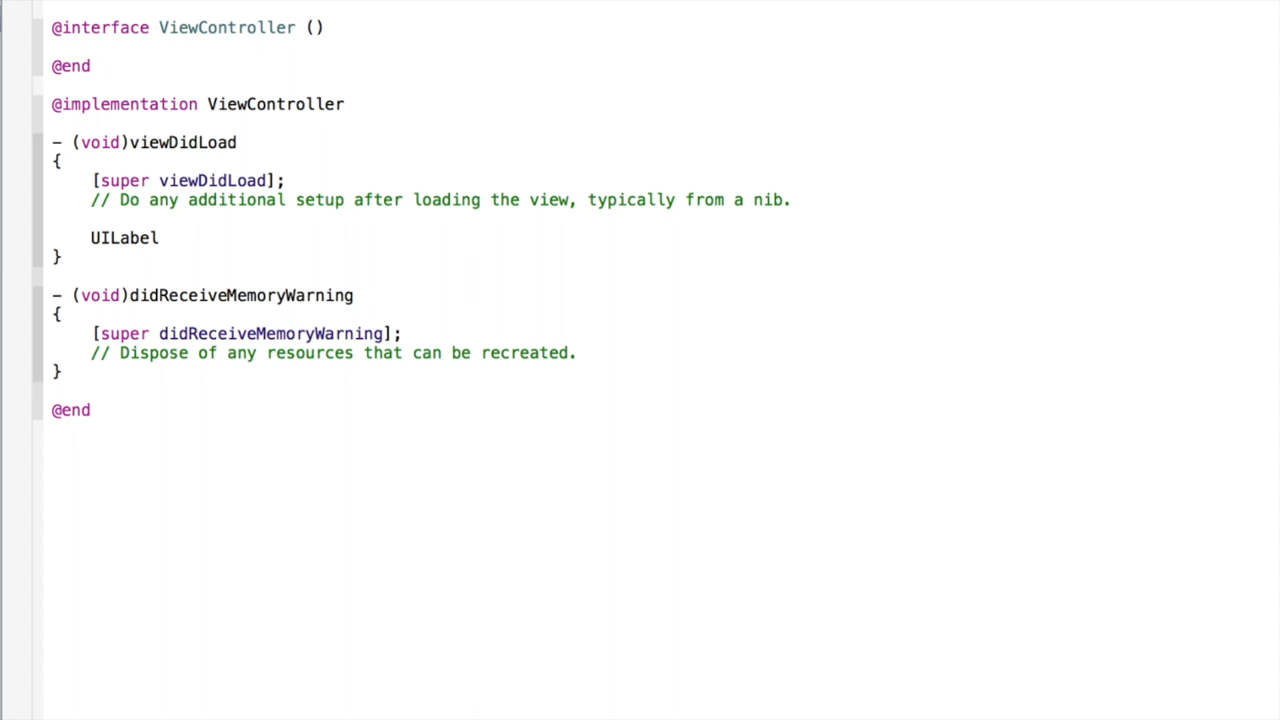 @interface ViewController ()
@end
@implementation ViewController
- (void)viewDidLoad
{
[super viewDidLoad];
// Do any additional setup after loading the view, typically from a nib.
UILabel
}
- (void)didReceiveMemoryWarning
{
[super didReceiveMemoryWarning];
// Dispose of any resources that can be recreated.
}
@end